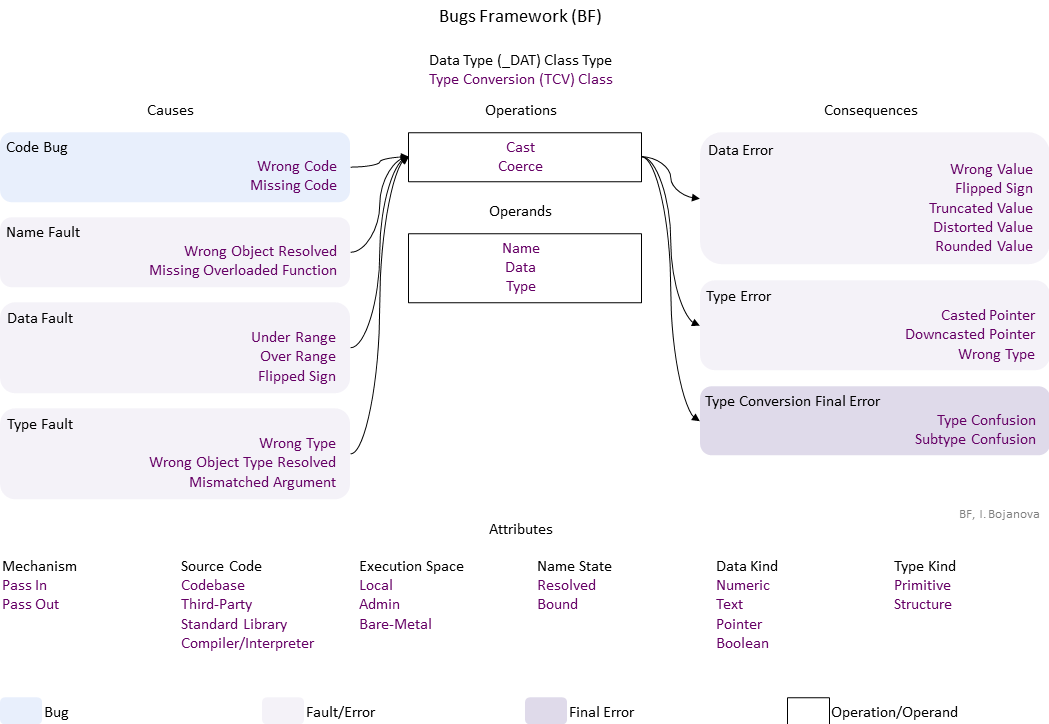 Bugs Framework (BF)
Data Type (_DAT) Class Type
Type Conversion (TCV) Class
Causes
Operations
Consequences
Code Bug
Wrong Code
Missing Code
Name Fault
Wrong Object Resolved
Missing Overloaded Function
Data Fault
Under Range
Over Range
Flipped Sign
Type Fault
Wrong Type
Wrong Object Type Resolved
Mismatched Argument
Cast
Coerce
Operands
Name
Data
Type
Data Error
Wrong Value
Flipped Sign
Truncated Value
Distorted Value
Rounded Value
Type Error
Casted Pointer
Downcasted Pointer
Wrong Type
Type Conversion Final Error
Type Confusion
Subtype Confusion
BF, I. Bojanova
Attributes
Mechanism
Pass In
Pass Out
Source Code
Codebase
Third-Party
Standard Library
Compiler/Interpreter
Execution Space
Local
Admin
Bare-Metal
Name State
Resolved
Bound
Data Kind
Numeric
Text
Pointer
Boolean
Type Kind
Primitive
Structure
Bug
Fault/Error
Final Error
Operation/Operand